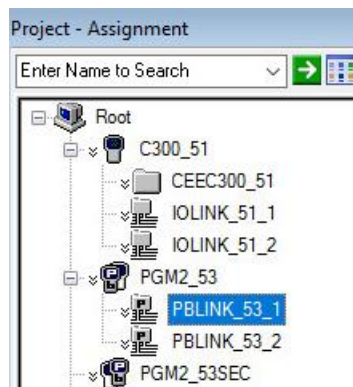 Project - Assignment
Enter Name to Search
Root
C300_51
CEEC300_51
IOLINK_51_1
IOLINK_51_2
PGM2_53
PBLINK_53_1
PBLINK_53_2
PGM2_53SEC